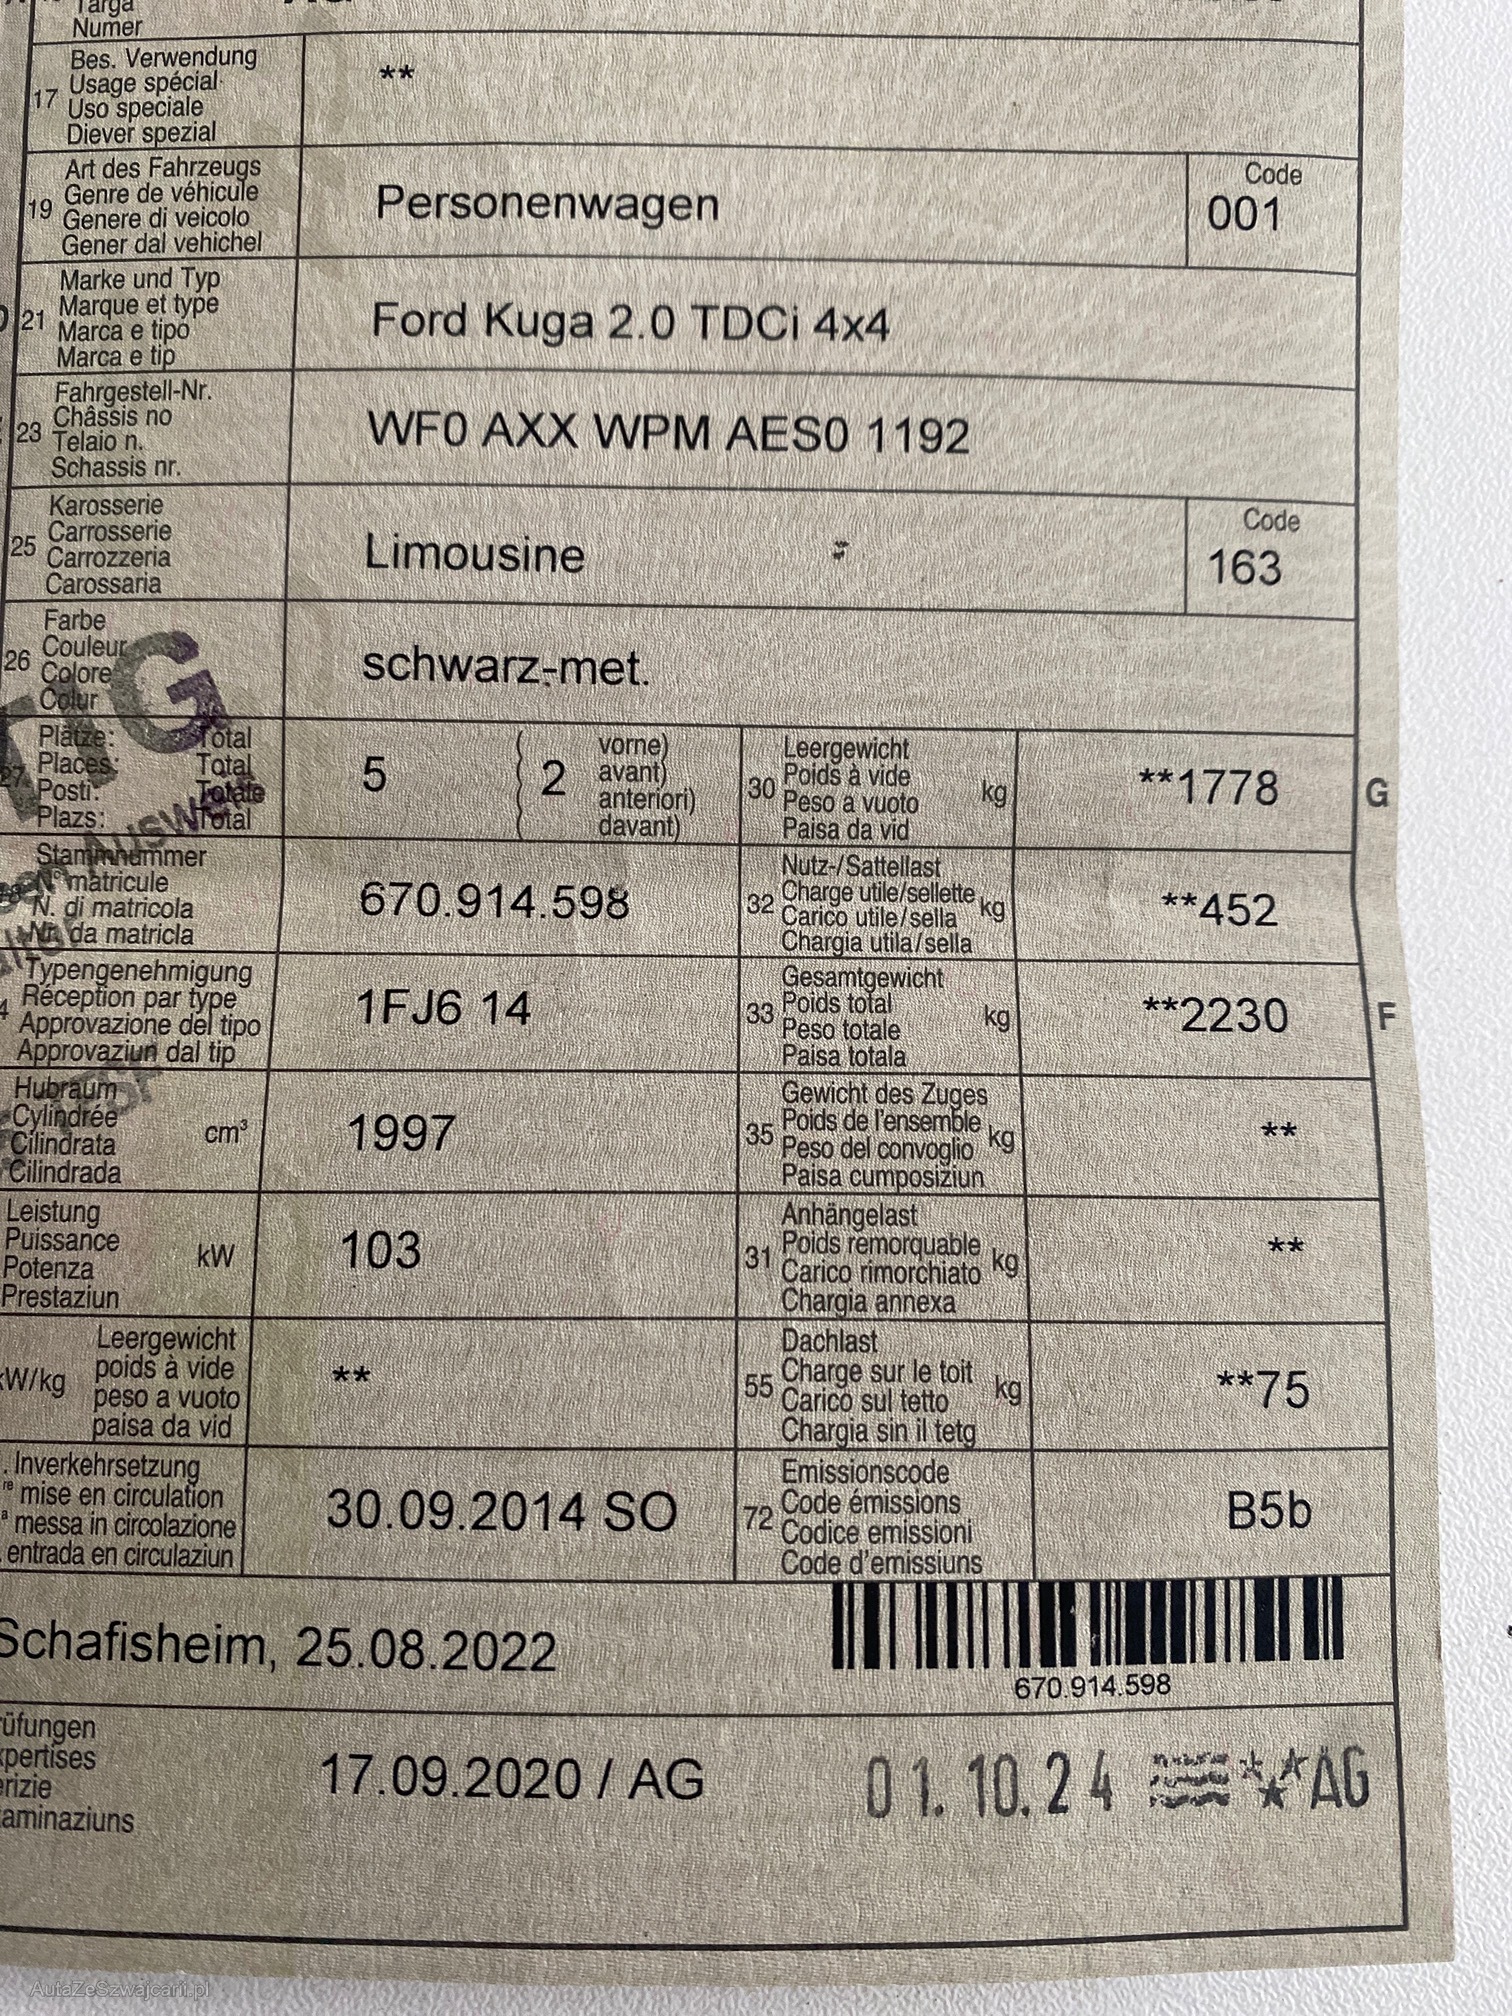 Targa
Numer
17 Bes. Verwendung
Usage spécial
Uso speciale
Diever spezial
**
19 Art des Fahrzeugs
Genre de véhicule
Genere di veicolo
Gener dal vehichel
Personenwagen
Code
001
21 Marke und Typ
Marque et type
Marca e tipo
Marca e tip
Ford Kuga 2.0 TDCi 4x4
23 Fahrgestell-Nr.
Châssis no
Telaio n.
Schassis nr.
WF0 AXX WPM AES0 1192
25 Karosserie
Carrosserie
Carrozzeria
Carossaria
Limousine
Code
163
26 Farbe
Couleur
Colore
Colur
schwarz-met.
27 Plätze: Total
Places: Total
Posti: Totale
Plazs: Total
5 2
vorne)
avant)
anteriori)
davant)
30 Leergewicht
Poids à vide
Peso a vuoto
Paisa da vid
kg
**1778
G
Stammnummer
N° matricule
N. di matricola
Nr. da matricla
670.914.598
32 Nutz-/Sattellast
Charge utile/sellette
Carico utile/sella
Chargia utila/sella
kg
**452
Typengenehmigung
Réception par type
Approvazione del tipo
Approvaziun dal tip
1FJ6 14
33 Gesamtgewicht
Poids total
Peso totale
Paisa totala
kg
**2230
F
Hubraum
Cylindrée
Cilindrata
Cilindrada
cm³
1997
35 Gewicht des Zuges
Poids de l'ensemble
Peso del convoglio
Paisa cumposiziun
kg
**
Leistung
Puissance
Potenza
Prestaziun
kW
103
31 Anhängelast
Poids remorquable
Carico rimorchiato
Chargia annexa
kg
**
kW/kg
Leergewicht
poids à vide
peso a vuoto
paisa da vid
**
55 Dachlast
Charge sur le toit
Carico sul tetto
Chargia sin il tetg
kg
**75
. Inverkehrsetzung
re mise en circulation
a messa in circolazione
entrada en circulaziun
30.09.2014 SO
72 Emissionscode
Code émissions
Codice emissioni
Code d'emissiuns
B5b
Schafisheim, 25.08.2022
670.914.598
üfungen
xpertises
erizie
aminaziuns
17.09.2020 / AG
01.10.24 AG
AutaZeSzwajcarii.pl